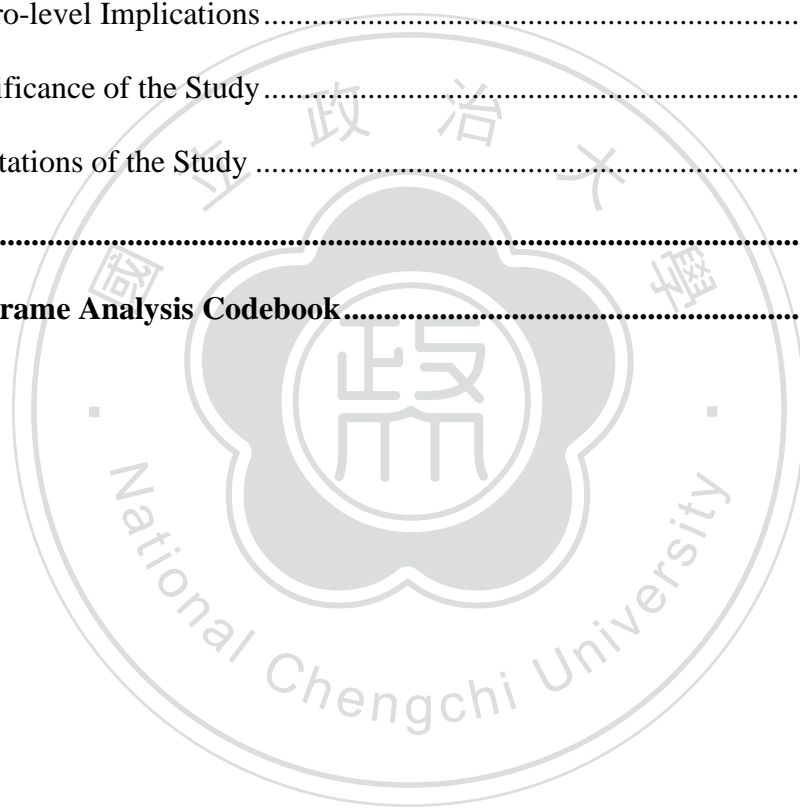 ro-level Implications......................................................................
ificance of the Study......................................................................
tations of the Study ......................................................................
....................................................................................................
rame Analysis Codebook..........................................................
國立政治大學
政大
National Chengchi University